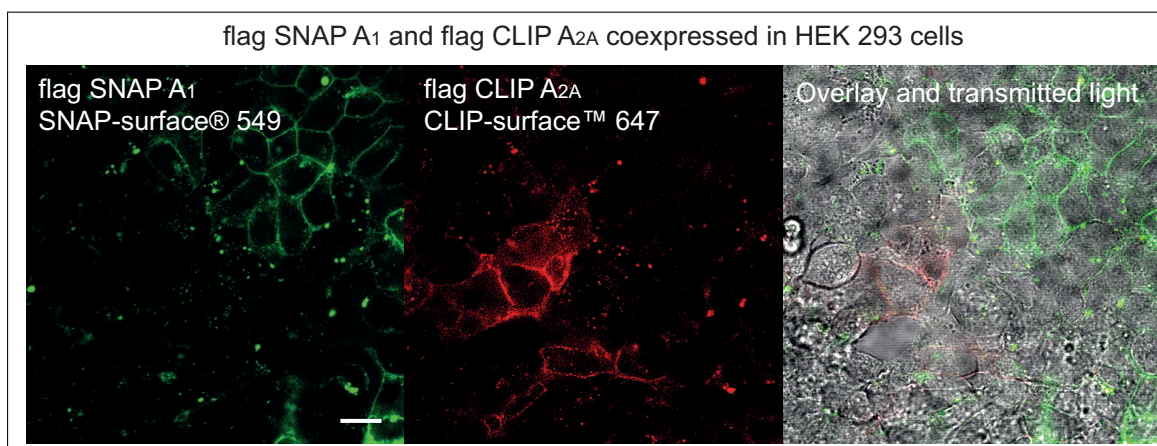 flag SNAP A1 and flag CLIP A2A coexpressed in HEK 293 cells
flag SNAP A1
SNAP-surface® 549
flag CLIP A2A
CLIP-surface™ 647
Overlay and transmitted light